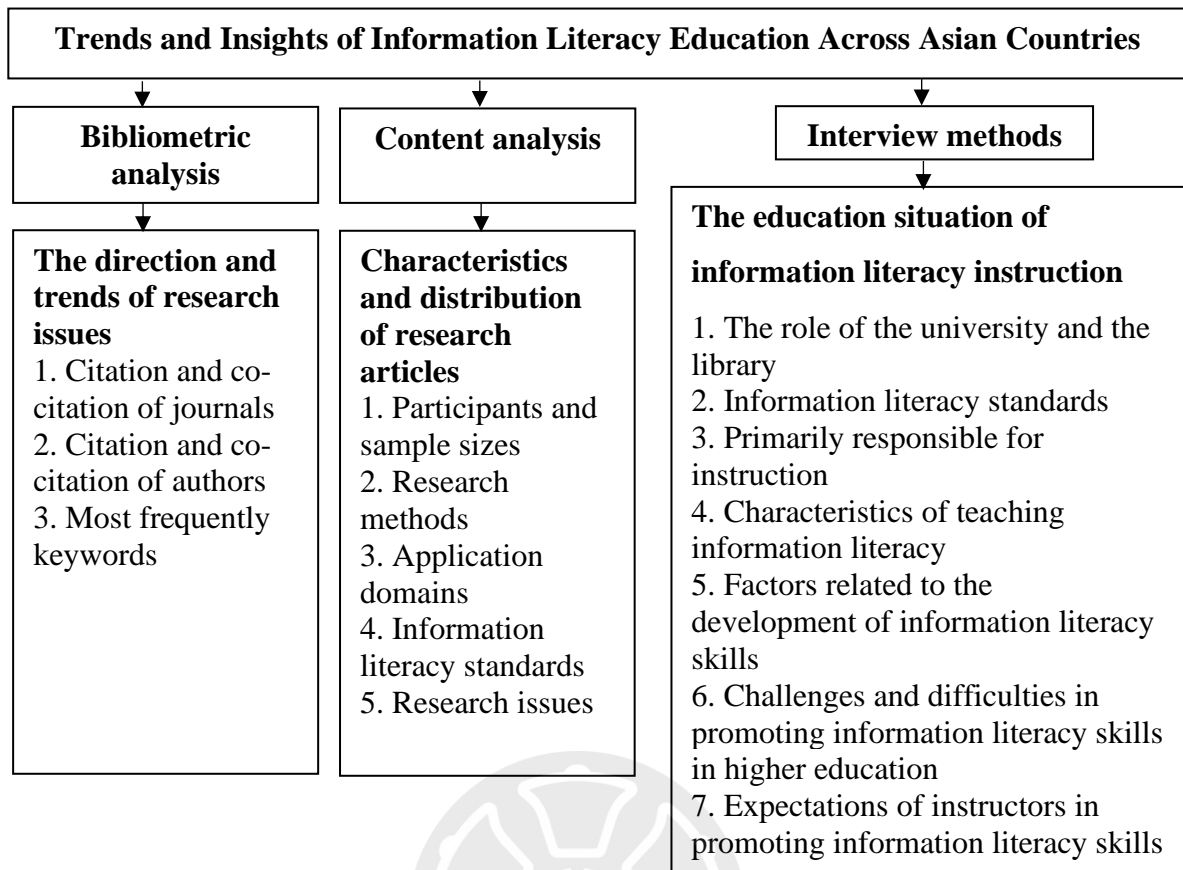 Trends and Insights of Information Literacy Education Across Asian Countries
Bibliometric
analysis
The direction and
trends of research
issues
1. Citation and co-
citation of journals
2. Citation and co-
citation of authors
3. Most frequently
keywords
Content analysis
Characteristics
and distribution
of research
articles
1. Participants and
sample sizes
2. Research
methods
3. Application
domains
4. Information
literacy standards
5. Research issues
Interview methods
The education situation of
information literacy instruction
1. The role of the university and the
library
2. Information literacy standards
3. Primarily responsible for
instruction
4. Characteristics of teaching
information literacy
5. Factors related to the
development of information literacy
skills
6. Challenges and difficulties in
promoting information literacy skills
in higher education
7. Expectations of instructors in
promoting information literacy skills